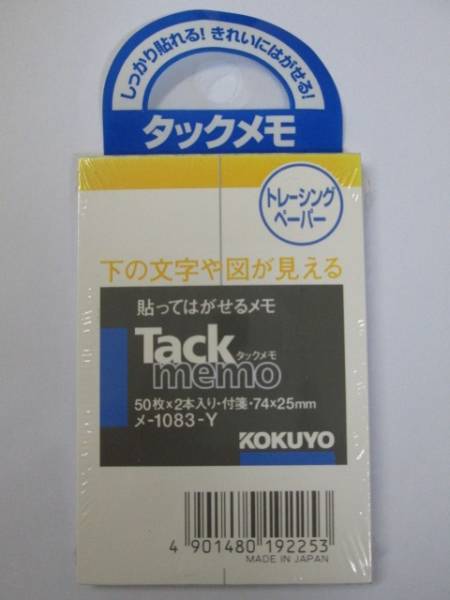 しっかり貼れる!きれいにはがせる!
タックメモ
トレーシング
ペーパー
下の文字や図が見える
貼ってはがせるメモ
Tack
タックメモ
memo
50枚×2本入り・付箋・74×25mm
メ-1083-Y
KOKUYO
4 901480 192253
MADE IN JAPAN